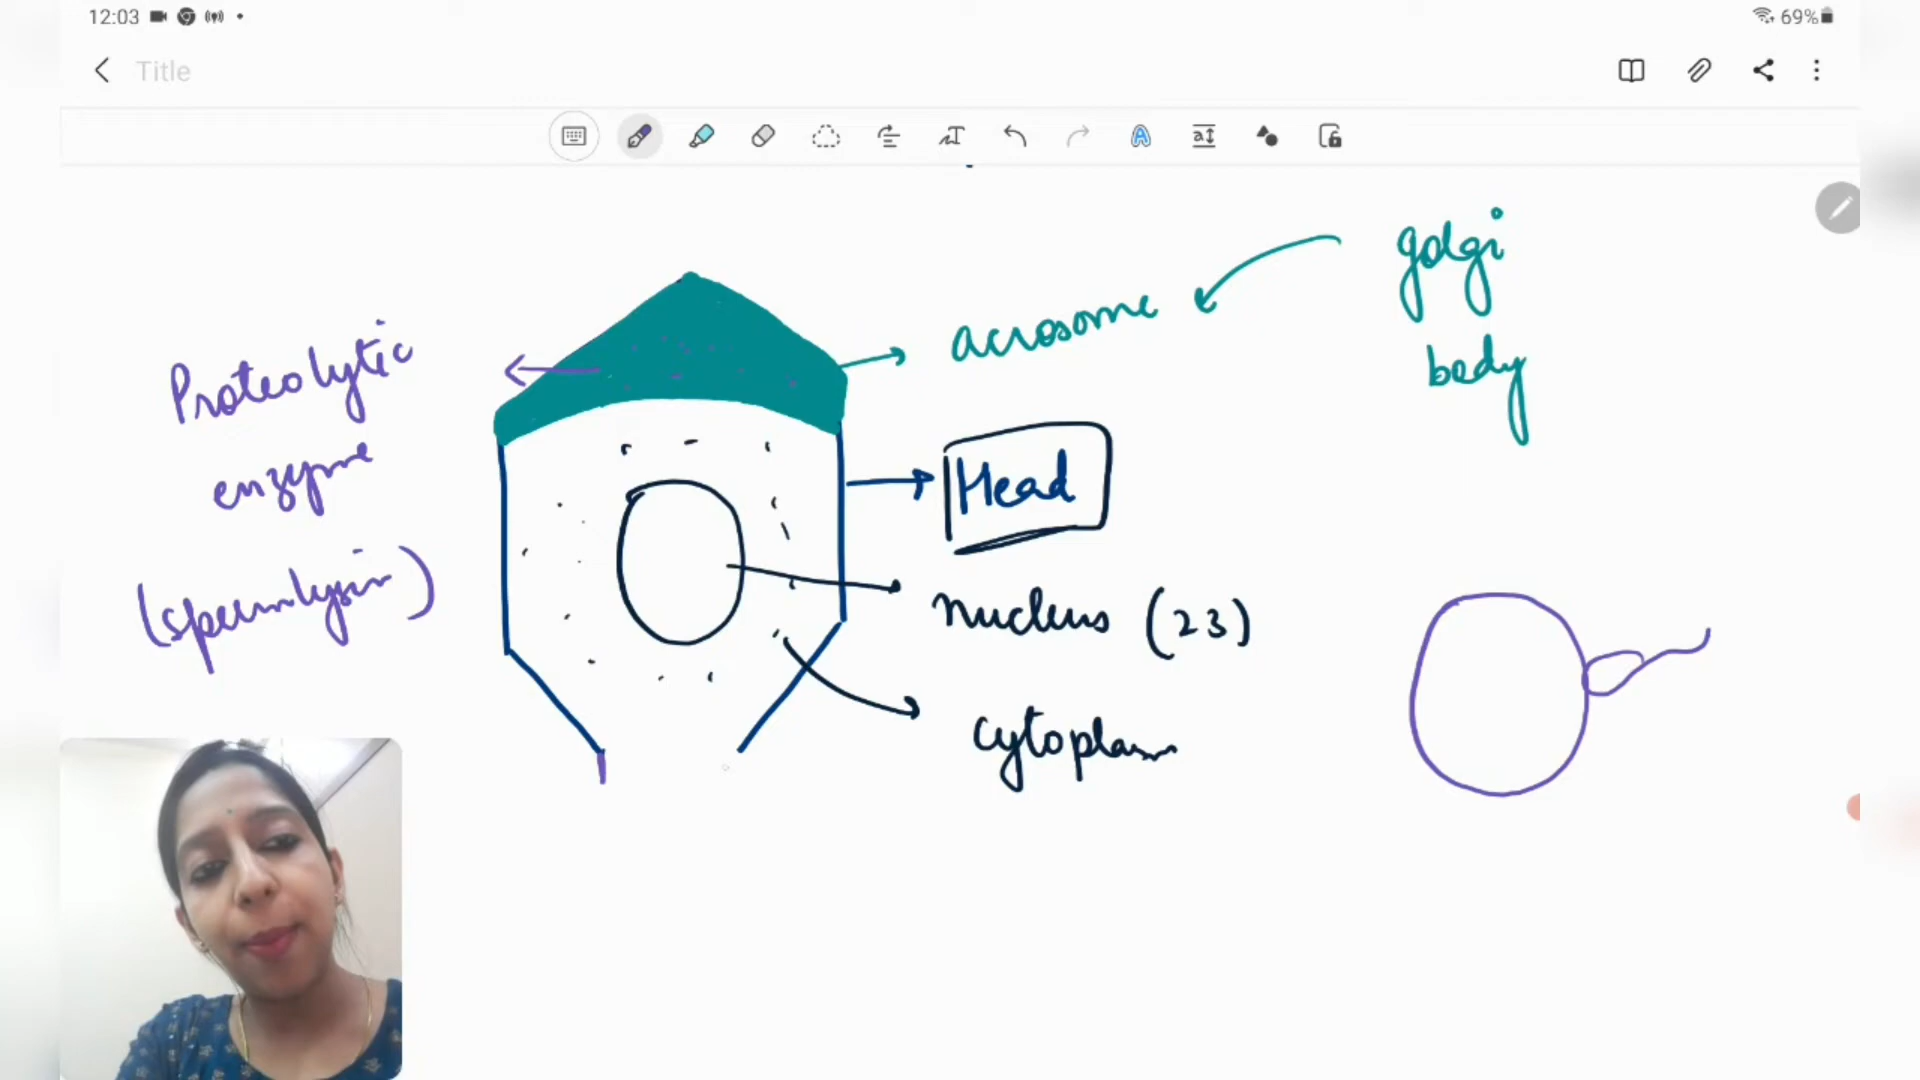 12:03
69%
Title
golgi
body
acrosome
Proteolytic
enzyme
(spermlysin)
Head
nucleus (23)
cytoplasm